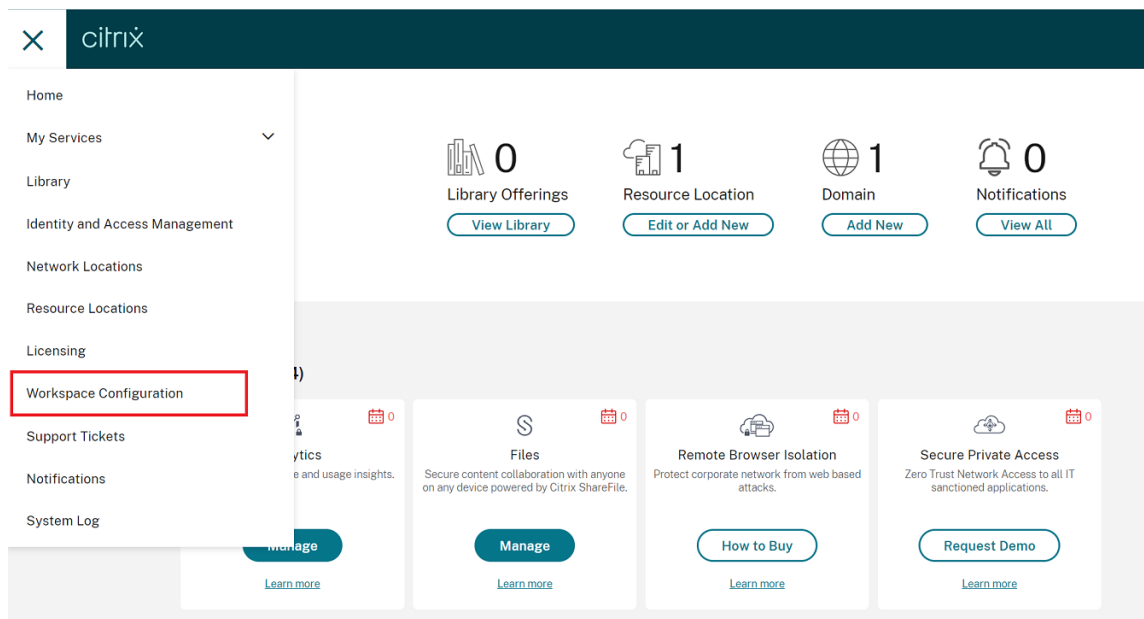 citrix
Home
My Services
Library
Identity and Access Management
Network Locations
Resource Locations
Licensing
Workspace Configuration
Support Tickets
Notifications
System Log
0
Library Offerings
View Library
1
Resource Location
Edit or Add New
1
Domain
Add New
0
Notifications
View All
4)
0
ytics
e and usage insights.
Manage
Learn more
0
Files
Secure content collaboration with anyone
on any device powered by Citrix ShareFile.
Manage
Learn more
0
Remote Browser Isolation
Protect corporate network from web based
attacks.
How to Buy
Learn more
0
Secure Private Access
Zero Trust Network Access to all IT
sanctioned applications.
Request Demo
Learn more